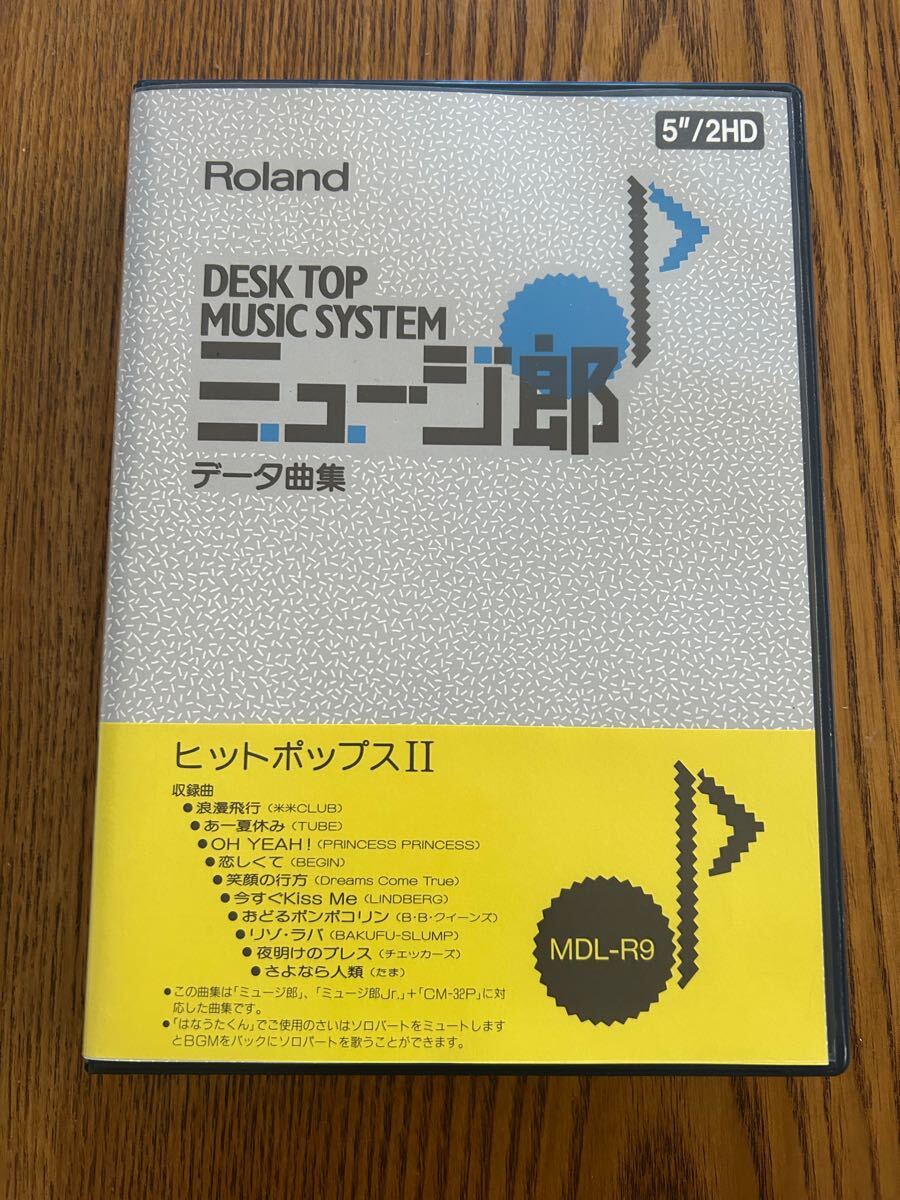 5"/2HD
Roland
DESK TOP
MUSIC SYSTEM
ミュージ郎
データ曲集
ヒットポップスII
収録曲
●浪漫飛行（米米CLUB）
●あー夏休み（TUBE）
●OH YEAH!（PRINCESS PRINCESS）
●恋しくて（BEGIN）
●笑顔の行方（Dreams Come True）
●今すぐKiss Me（LINDBERG）
●おどるポンポコリン（B・B・クイーンズ）
●リゾ・ラバ（BAKUFU-SLUMP）
●夜明けのブレス（チェッカーズ）
●さよなら人類（たま）
MDL-R9
●この曲集は「ミュージ郎」、「ミュージ郎Jr.」+「CM-32P」に対
応した曲集です。
●「はなうたくん」でご使用のさいはソロパートをミュートします
とBGMをバックにソロパートを歌うことができます。